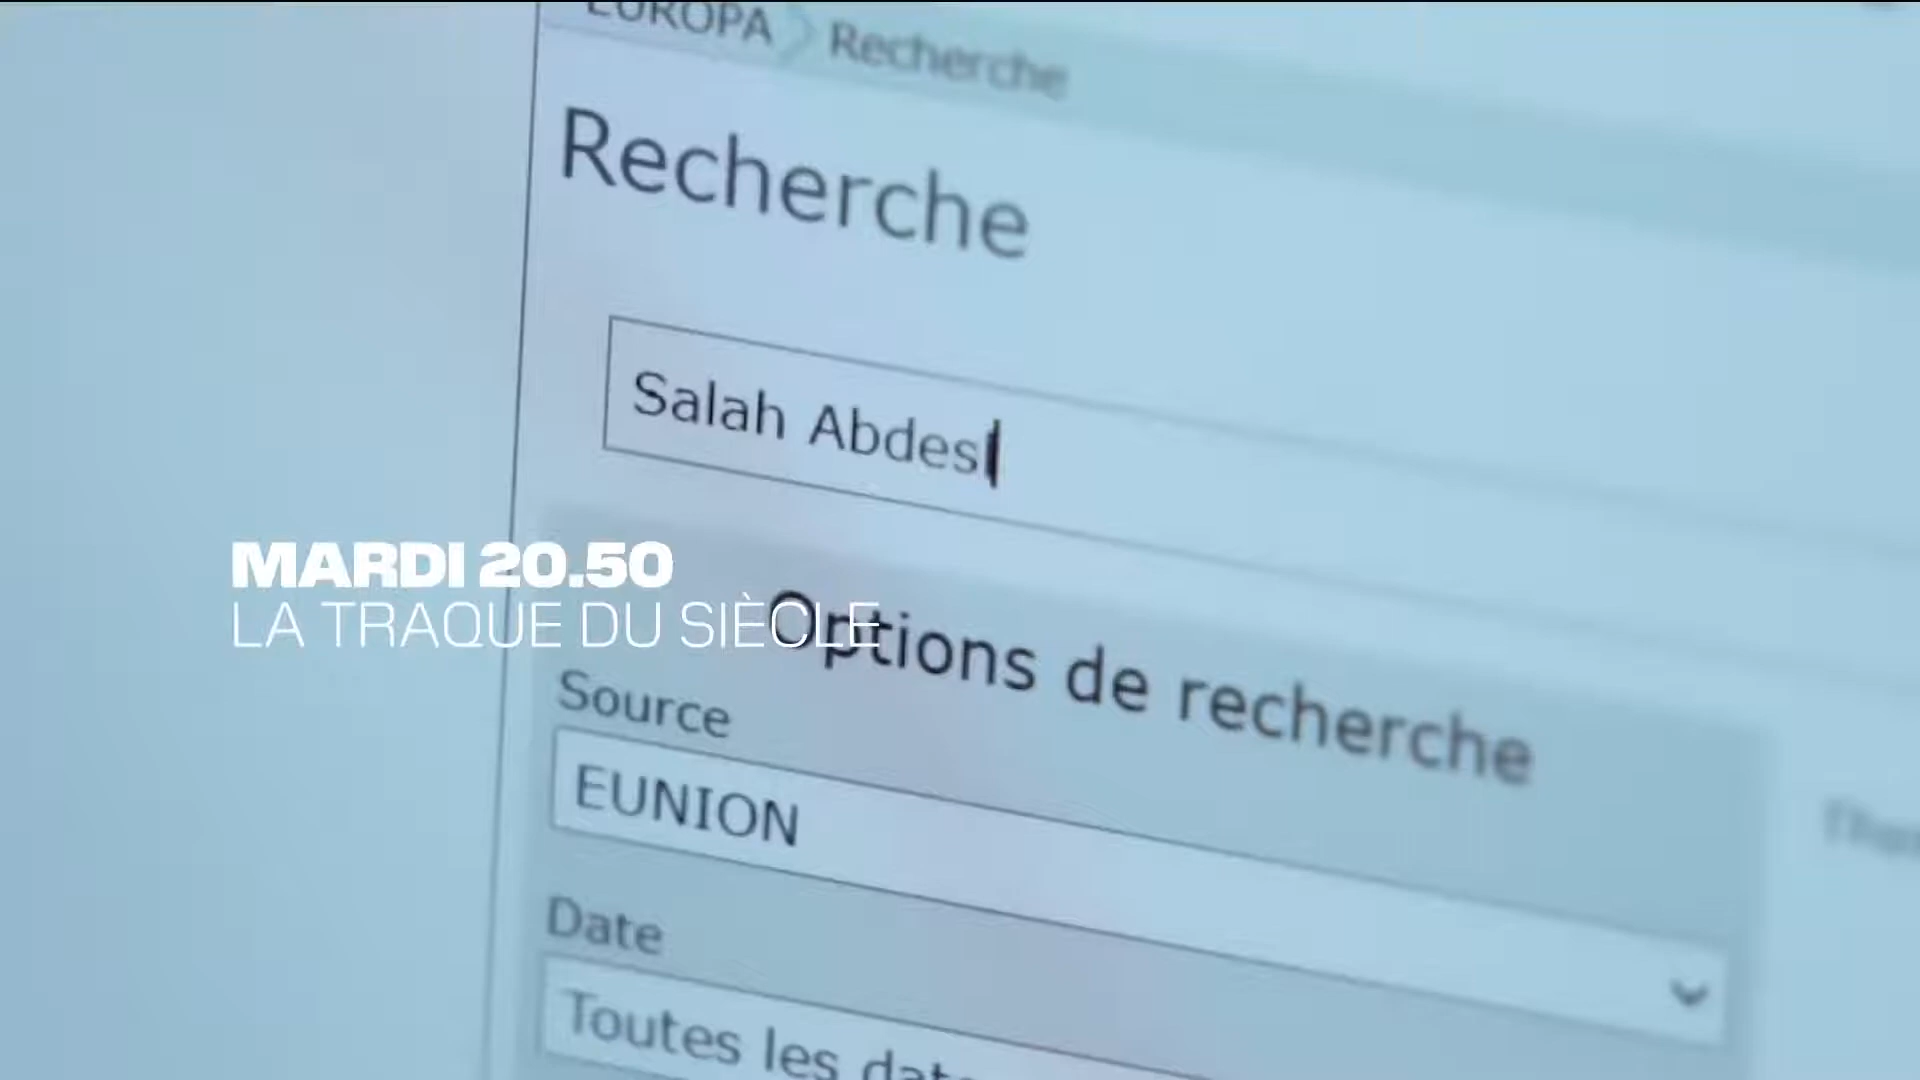 EUROPA Recherche
Recherche
Salah Abdes
MARDI 20.50
LA TRAQUE DU SIÈCLE
Options de recherche
Source
EUNION
Date
Toutes les